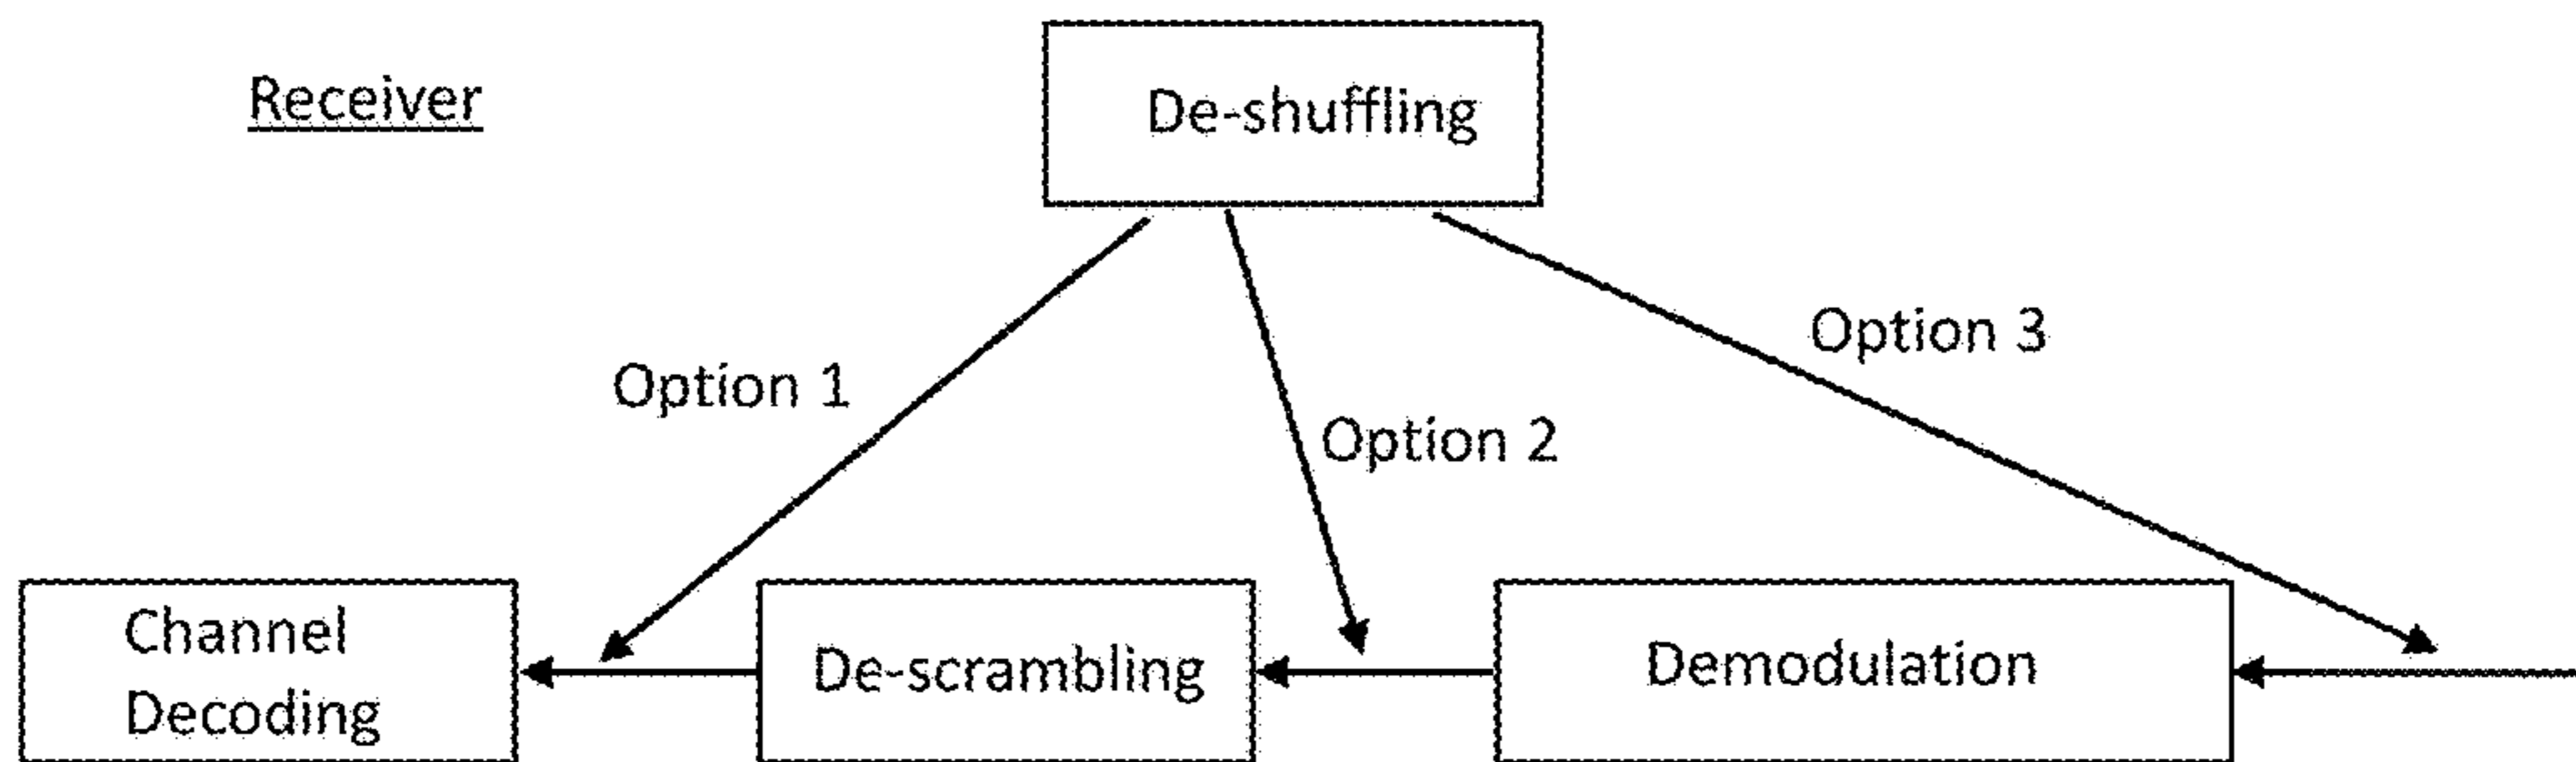 Receiver
De-shuffling
Option 3
Option 1
Option 2
Channel
Decoding
De-scrambling
Demodulation